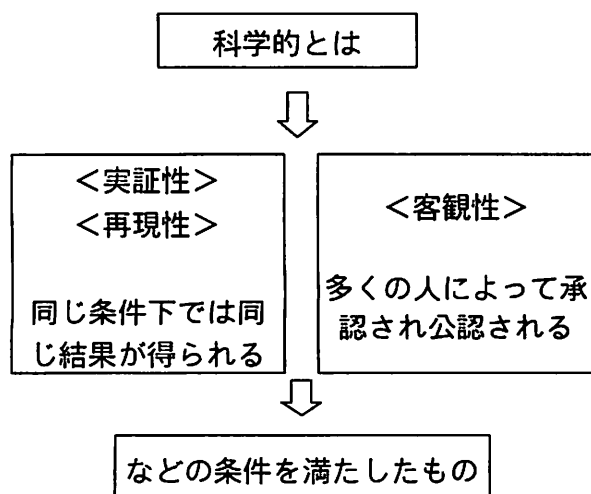 科学的とは
＜実証性＞
＜再現性＞
同じ条件下では同
じ結果が得られる
＜客観性＞
多くの人によって承
認され公認される
などの条件を満たしたもの